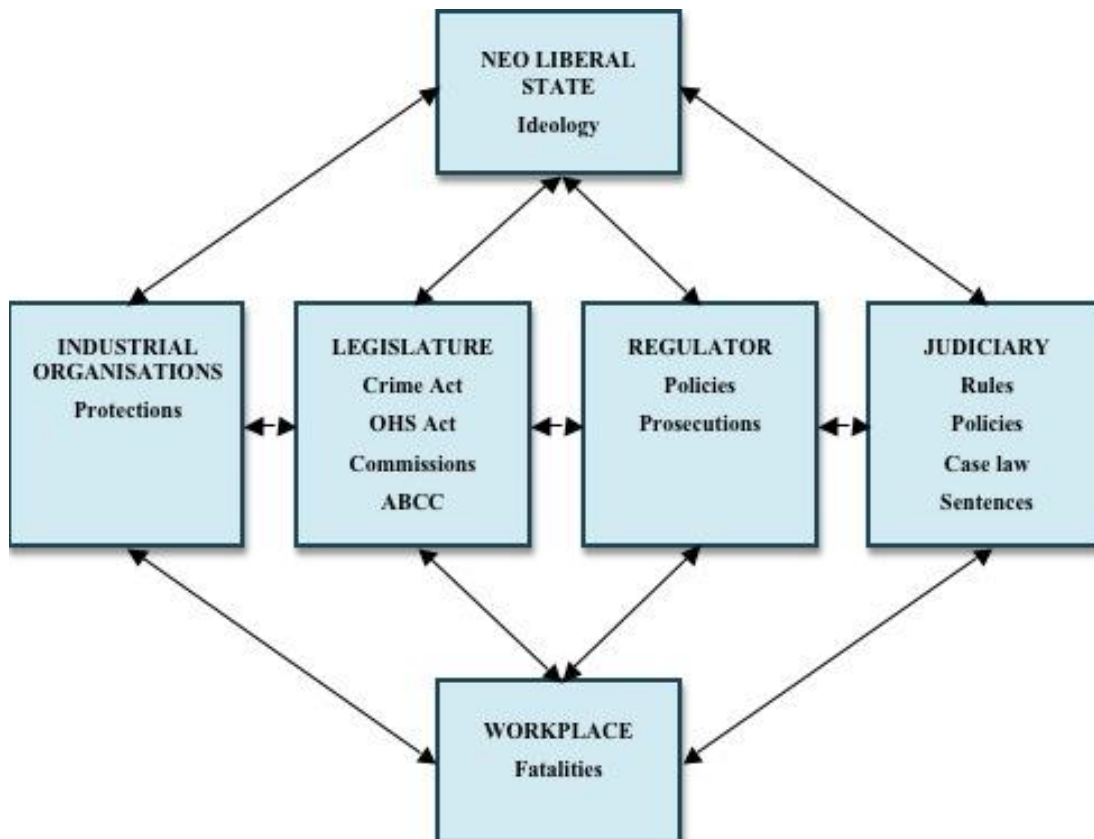 NEO LIBERAL
STATE
Ideology
INDUSTRIAL
ORGANISATIONS
Protections
LEGISLATURE
Crime Act
OHS Act
Commissions
ABCC
REGULATOR
Policies
Prosecutions
JUDICIARY
Rules
Policies
Case law
Sentences
WORKPLACE
Fatalities